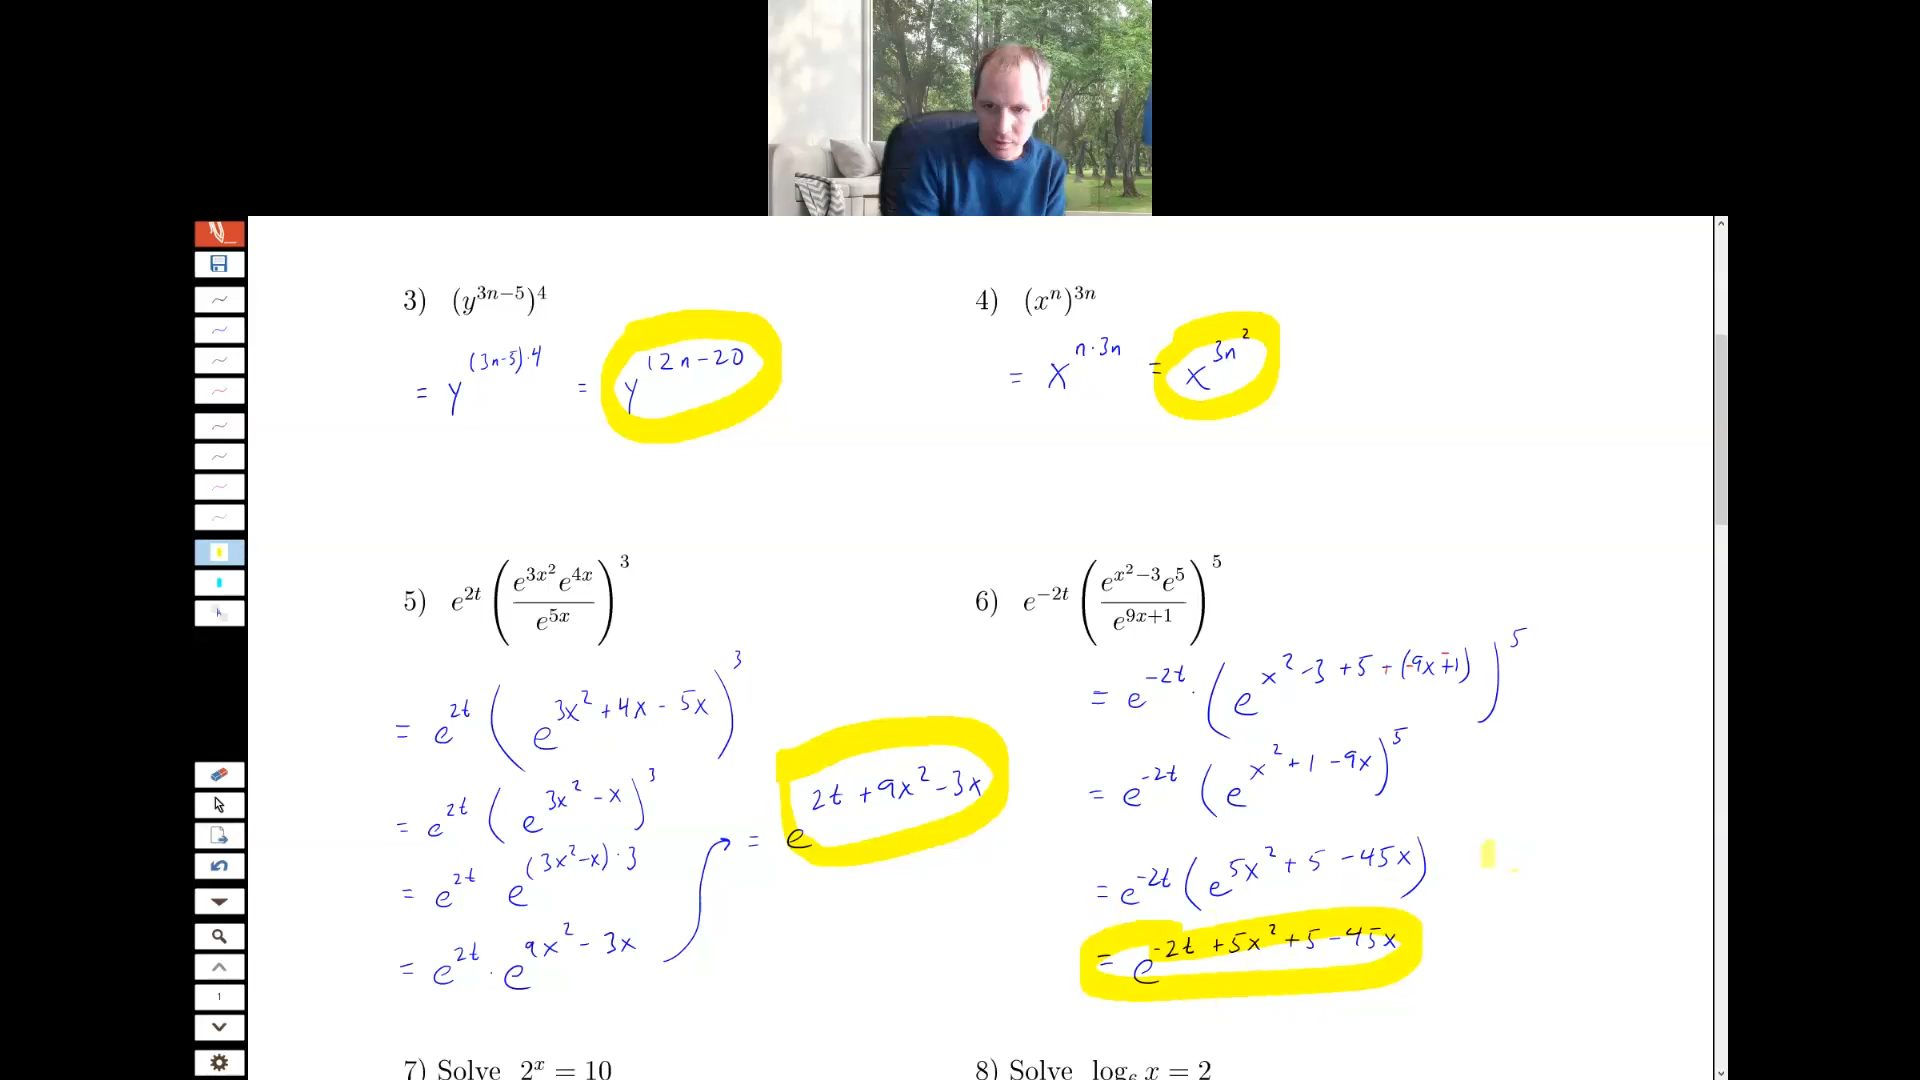 3) (y^{3n−5})^4
= y^{(3n-5)·4} = y^{12n-20}
4) (x^n)^{3n}
= x^{n·3n} = x^{3n^2}
5) e^{2t} (e^{3x^2} e^{4x} / e^{5x})^3
= e^{2t} (e^{3x^2+4x-5x})^3
= e^{2t} (e^{3x^2-x})^3
= e^{2t} e^{(3x^2-x)·3}
= e^{2t} · e^{9x^2-3x}
= e^{2t+9x^2-3x}
6) e^{−2t} (e^{x^2−3} e^5 / e^{9x+1})^5
= e^{-2t} · (e^{x^2-3+5+(-9x-+1)})^5
= e^{-2t} (e^{x^2+1-9x})^5
= e^{-2t} (e^{5x^2+5-45x})
= e^{-2t+5x^2+5-45x}
7) Solve 2^x = 10
8) Solve log_6 x = 2
1